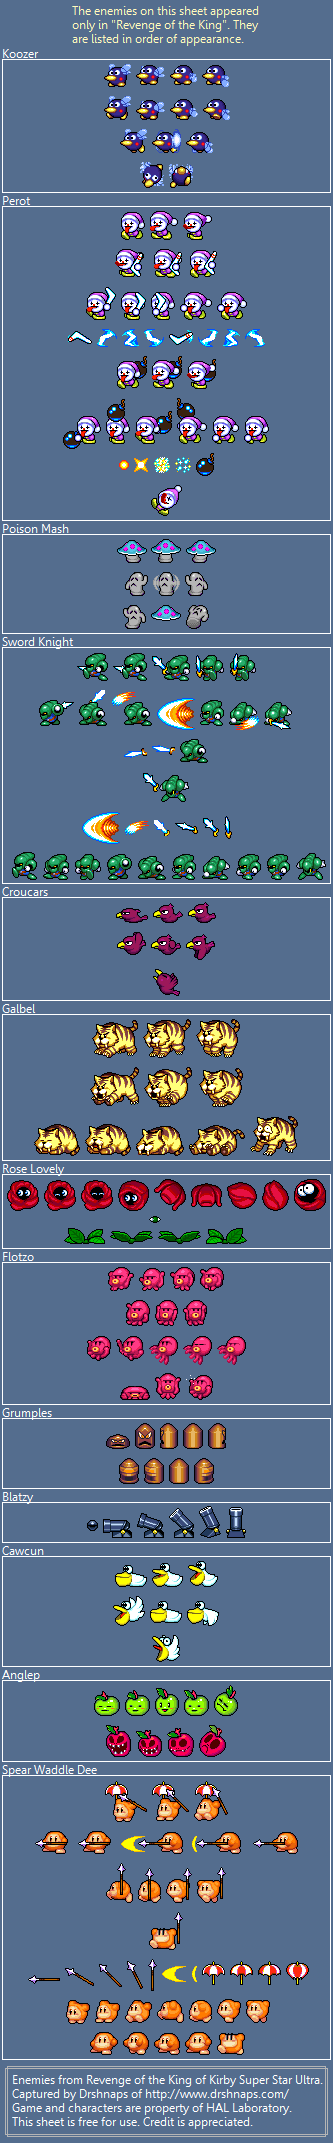 The enemies on this sheet appeared
only in "Revenge of the King". They
are listed in order of appearance.
Koozer
Perot
Poison Mash
Sword Knight
Croucars
Galbel
Rose Lovely
Flotzo
Grumples
Blatzy
Cawcun
Anglep
Spear Waddle Dee
Enemies from Revenge of the King of Kirby Super Star Ultra.
Captured by Drshnaps of http://www.drshnaps.com/
Game and characters are property of HAL Laboratory.
This sheet is free for use. Credit is appreciated.